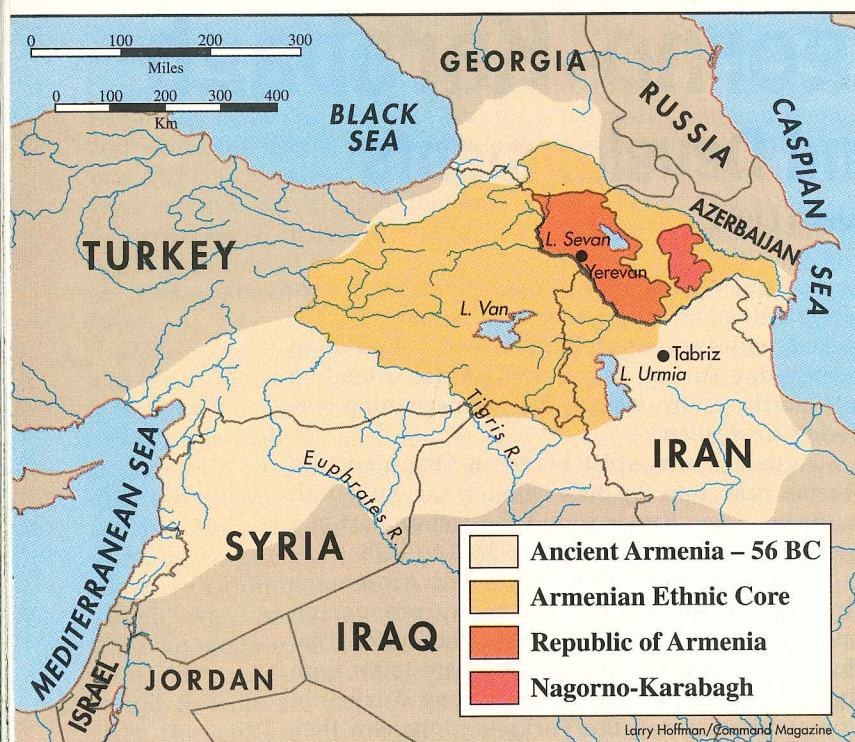 0 100 200 300
Miles
0 100 200 300 400
Km
GEORGIA
BLACK
SEA
RUSSIA
CASPIAN
SEA
AZERBAIJAN
TURKEY
L. Sevan
Yerevan
L. Van
Tabriz
L. Urmia
Tigris R.
IRAN
Euphrates R.
MEDITERRANEAN SEA
SYRIA
IRAQ
ISRAEL
JORDAN
Ancient Armenia – 56 BC
Armenian Ethnic Core
Republic of Armenia
Nagorno-Karabagh
Larry Hoffman/Command Magazine